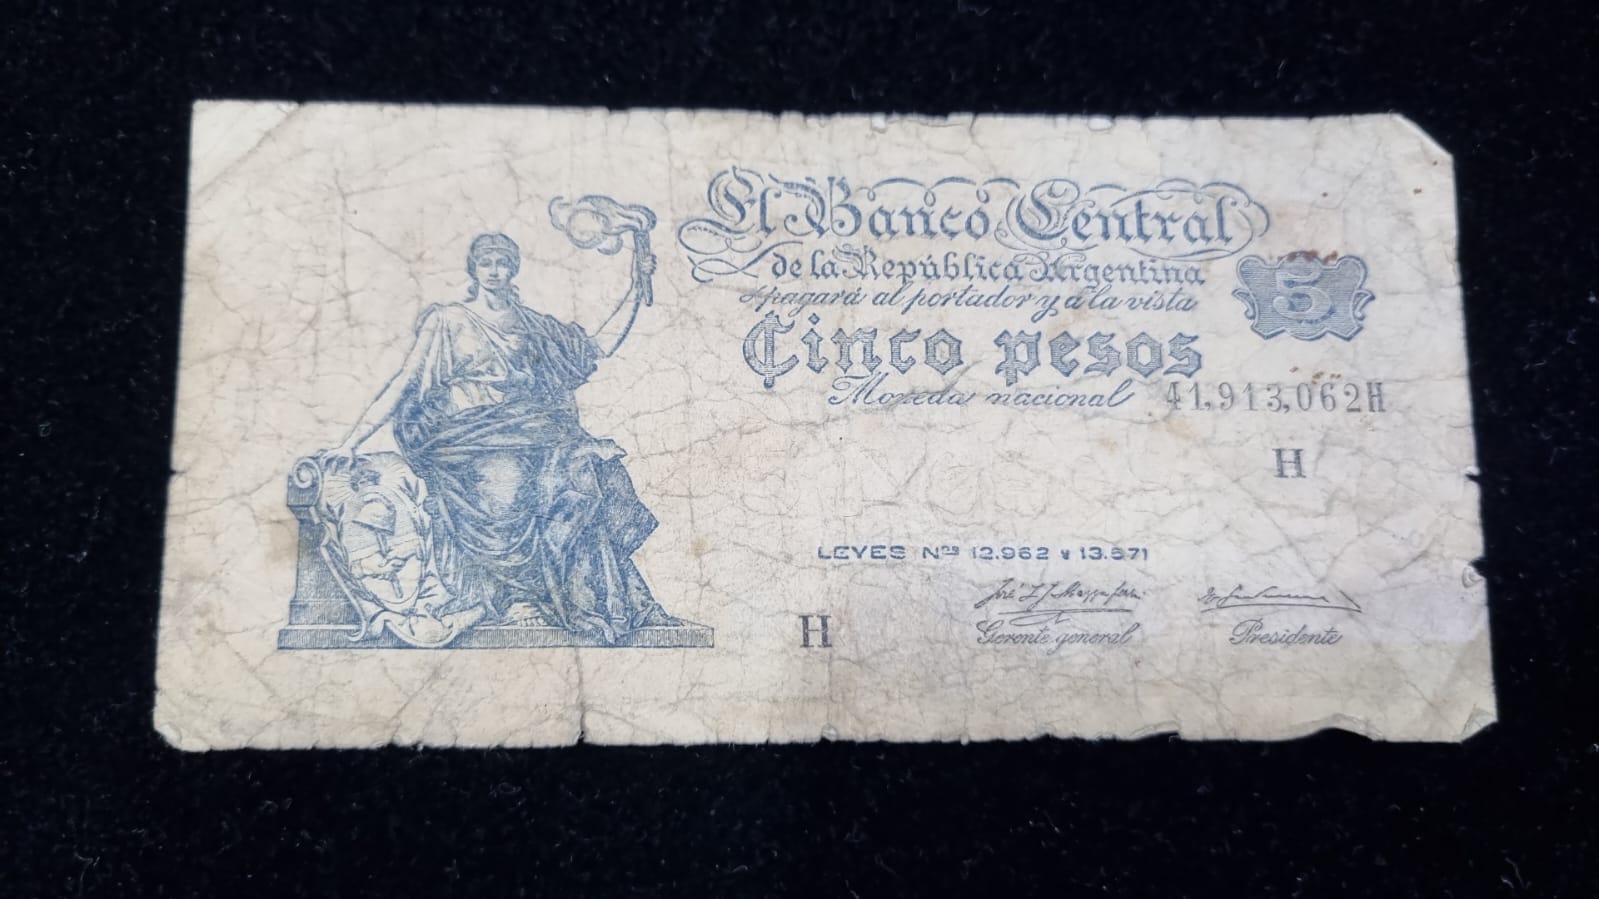 El Banco Central
de la República Argentina
pagará al portador y á la vista
5
Cinco pesos
Moneda nacional
41,913,062H
H
LEYES Nos 12.962 y 13.571
H
Gerente general
Presidente